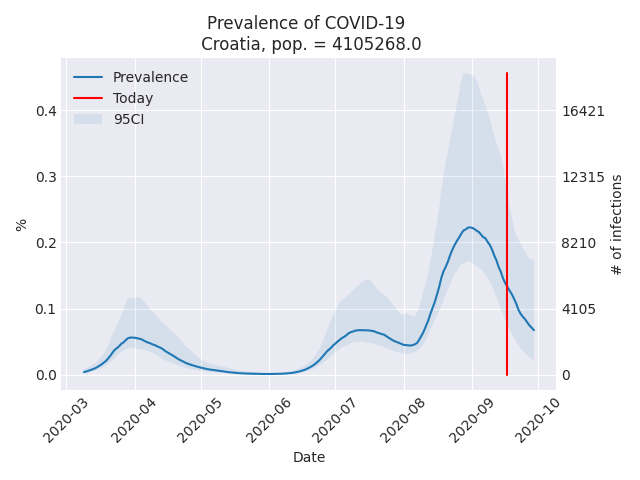 Prevalence of COVID-19
Croatia, pop. = 4105268.0
Prevalence
Today
95CI
%
0.4
0.3
0.2
0.1
0.0
16421
12315
8210
4105
0
# of infections
2020-03
2020-04
2020-05
2020-06
2020-07
2020-08
2020-09
2020-10
Date